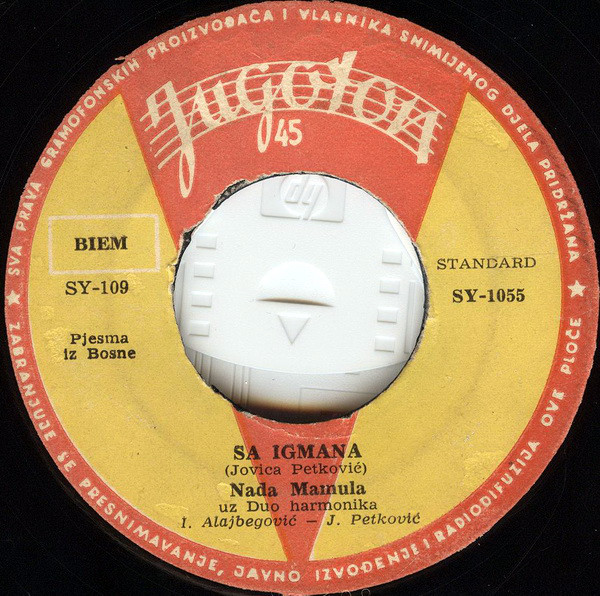 SVA PRAVA GRAMOFONSKIH PROIZVOĐAČA I VLASNIKA SNIMLJENOG DJELA PRIDRŽANA ★
Jugoton
45
BIEM
SY-109
Pjesma
iz Bosne
STANDARD
SY-1055
hp
SA IGMANA
(Jovica Petković)
Nada Mamula
uz Duo harmonika
I. Alajbegović – J. Petković
★ ZABRANJUJE SE PRESNIMAVANJE, JAVNO IZVOĐENJE I RADIODIFUZIJA OVE PLOČE